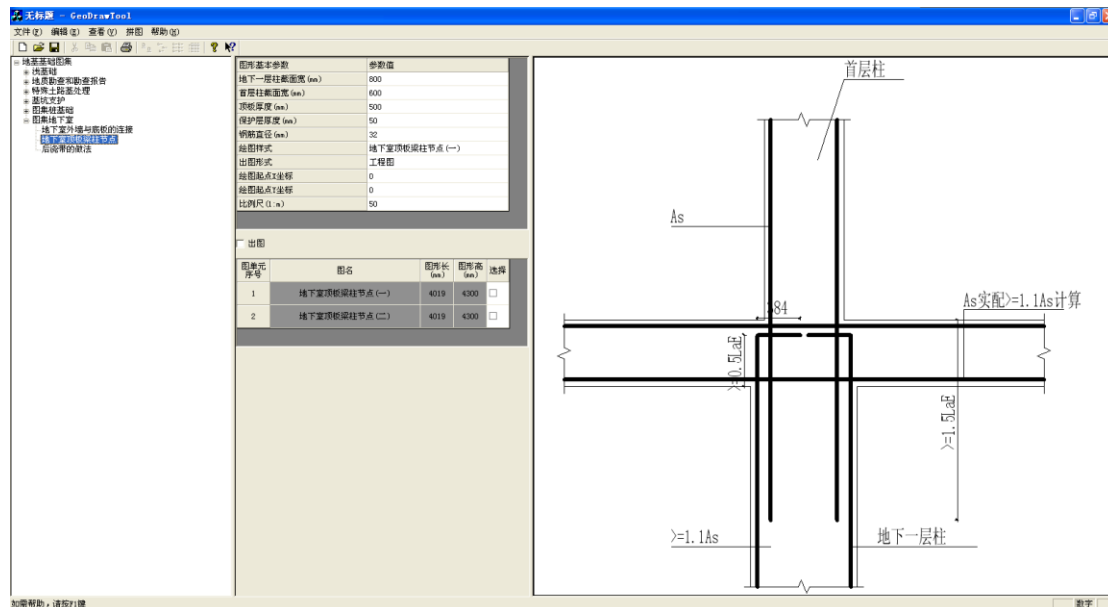 无标题 - GeoDrawTool
文件(F) 编辑(E) 查看(V) 拼图 帮助(H)
地基基础图集
浅基础
地质勘查和勘查报告
特殊土路基处理
基坑支护
图集桩基础
图集地下室
地下室外墙与底板的连接
地下室顶板梁柱节点
后浇带的做法
图形基本参数 参数值
地下一层柱截面宽(mm) 800
首层柱截面宽(mm) 600
顶板厚度(mm) 500
保护层厚度(mm) 50
钢筋直径(mm) 32
绘图样式 地下室顶板梁柱节点(一)
出图形式 工程图
绘图起点X坐标 0
绘图起点Y坐标 0
比例尺(1:m) 50
出图
图单元序号 图名 图形长(mm) 图形高(mm) 选择
1 地下室顶板梁柱节点(一) 4019 4300
2 地下室顶板梁柱节点(二) 4019 4300
首层柱
As
384
As实配>=1.1As计算
>=0.5LaE
>=1.5LaE
>=1.1As
地下一层柱
如需帮助，请按F1键
数字